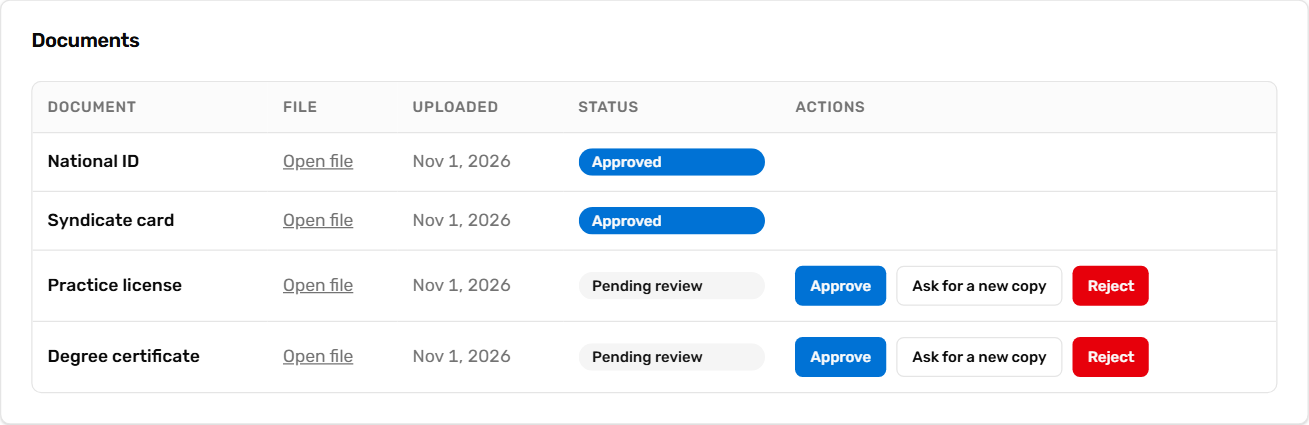 Documents
DOCUMENT FILE UPLOADED STATUS ACTIONS
National ID Open file Nov 1, 2026 Approved
Syndicate card Open file Nov 1, 2026 Approved
Practice license Open file Nov 1, 2026 Pending review Approve Ask for a new copy Reject
Degree certificate Open file Nov 1, 2026 Pending review Approve Ask for a new copy Reject